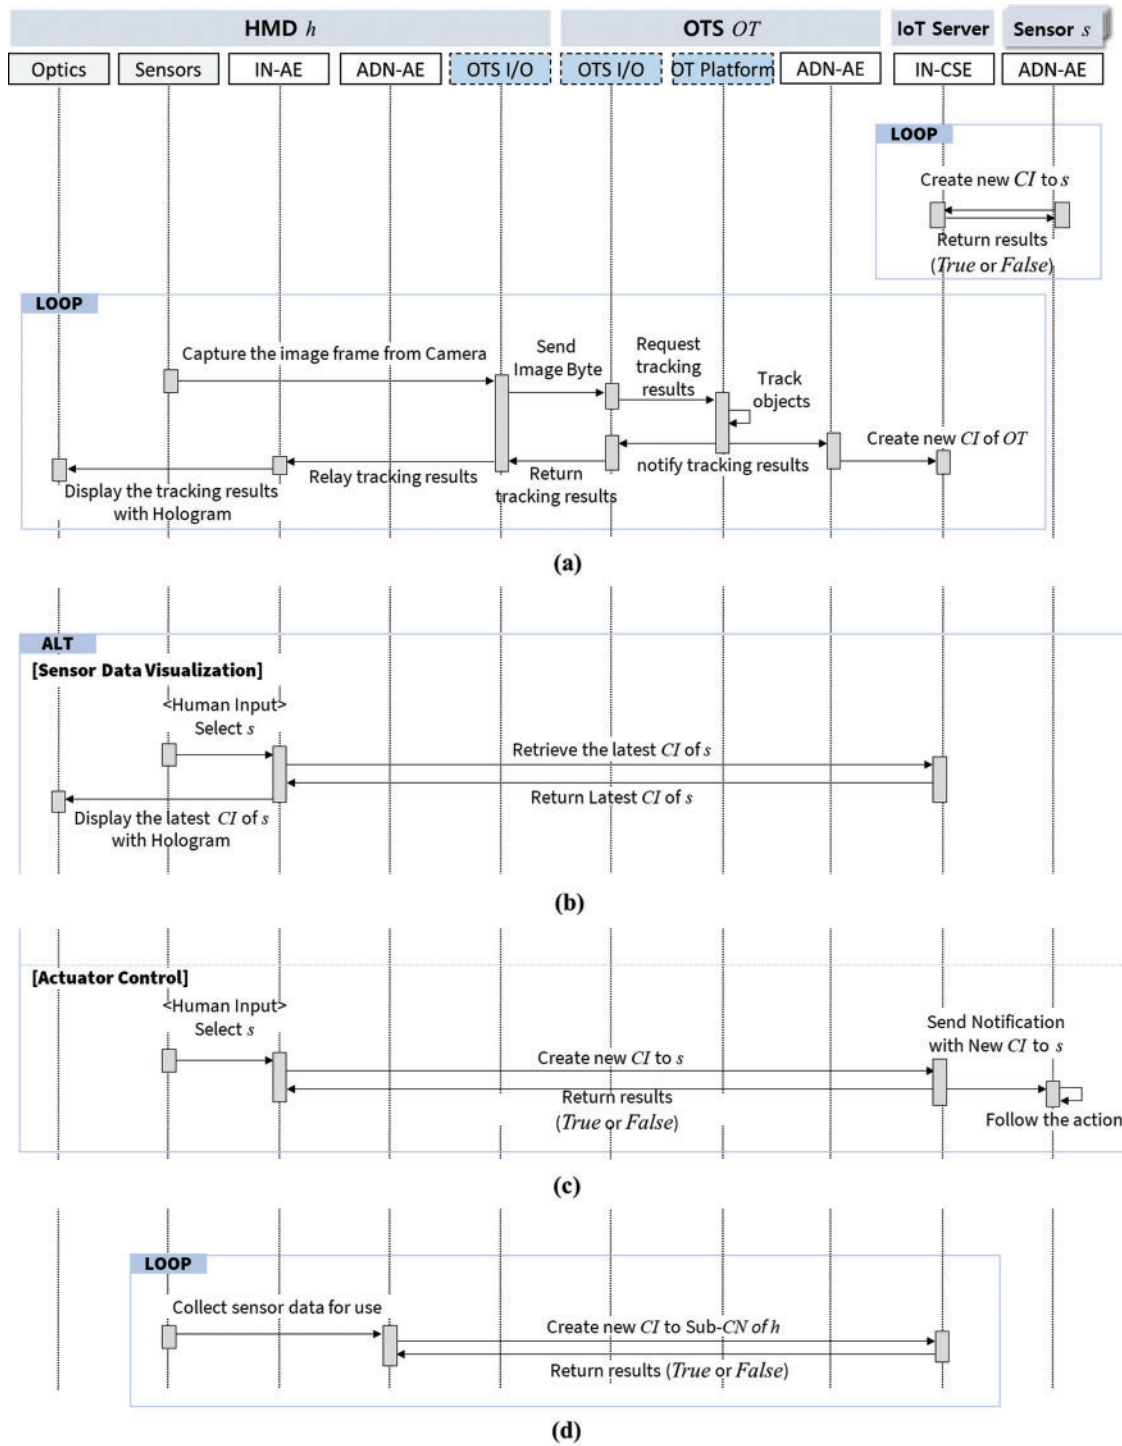 HMD h
OTS OT
IoT Server
Sensor s
Optics
Sensors
IN-AE
ADN-AE
OTS I/O
OTS I/O
OT Platform
ADN-AE
IN-CSE
ADN-AE
LOOP
Create new CI to s
Return results
(True or False)
LOOP
Capture the image frame from Camera
Send
Image Byte
Request
tracking
results
Track
objects
Create new CI of OT
notify tracking results
Return
tracking results
Relay tracking results
Display the tracking results
with Hologram
(a)
ALT
[Sensor Data Visualization]
<Human Input>
Select s
Retrieve the latest CI of s
Return Latest CI of s
Display the latest CI of s
with Hologram
(b)
[Actuator Control]
<Human Input>
Select s
Send Notification
with New CI to s
Create new CI to s
Return results
(True or False)
Follow the action
(c)
LOOP
Collect sensor data for use
Create new CI to Sub-CN of h
Return results (True or False)
(d)